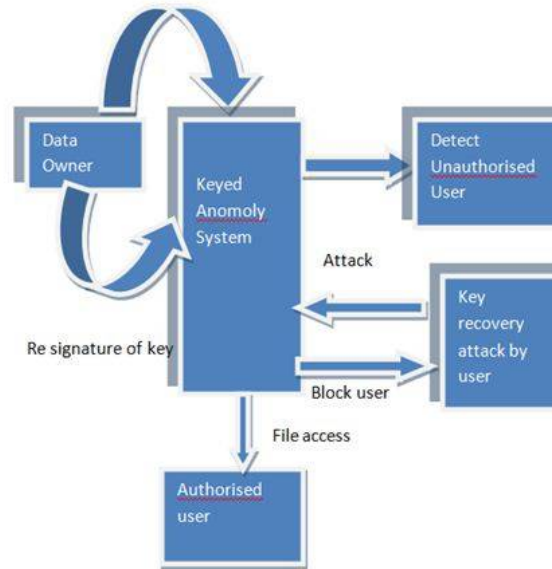 Data
Owner
Keyed
Anomoly
System
Detect
Unauthorised
User
Attack
Key
recovery
attack by
user
Re signature of key
Block user
File access
Authorised
user